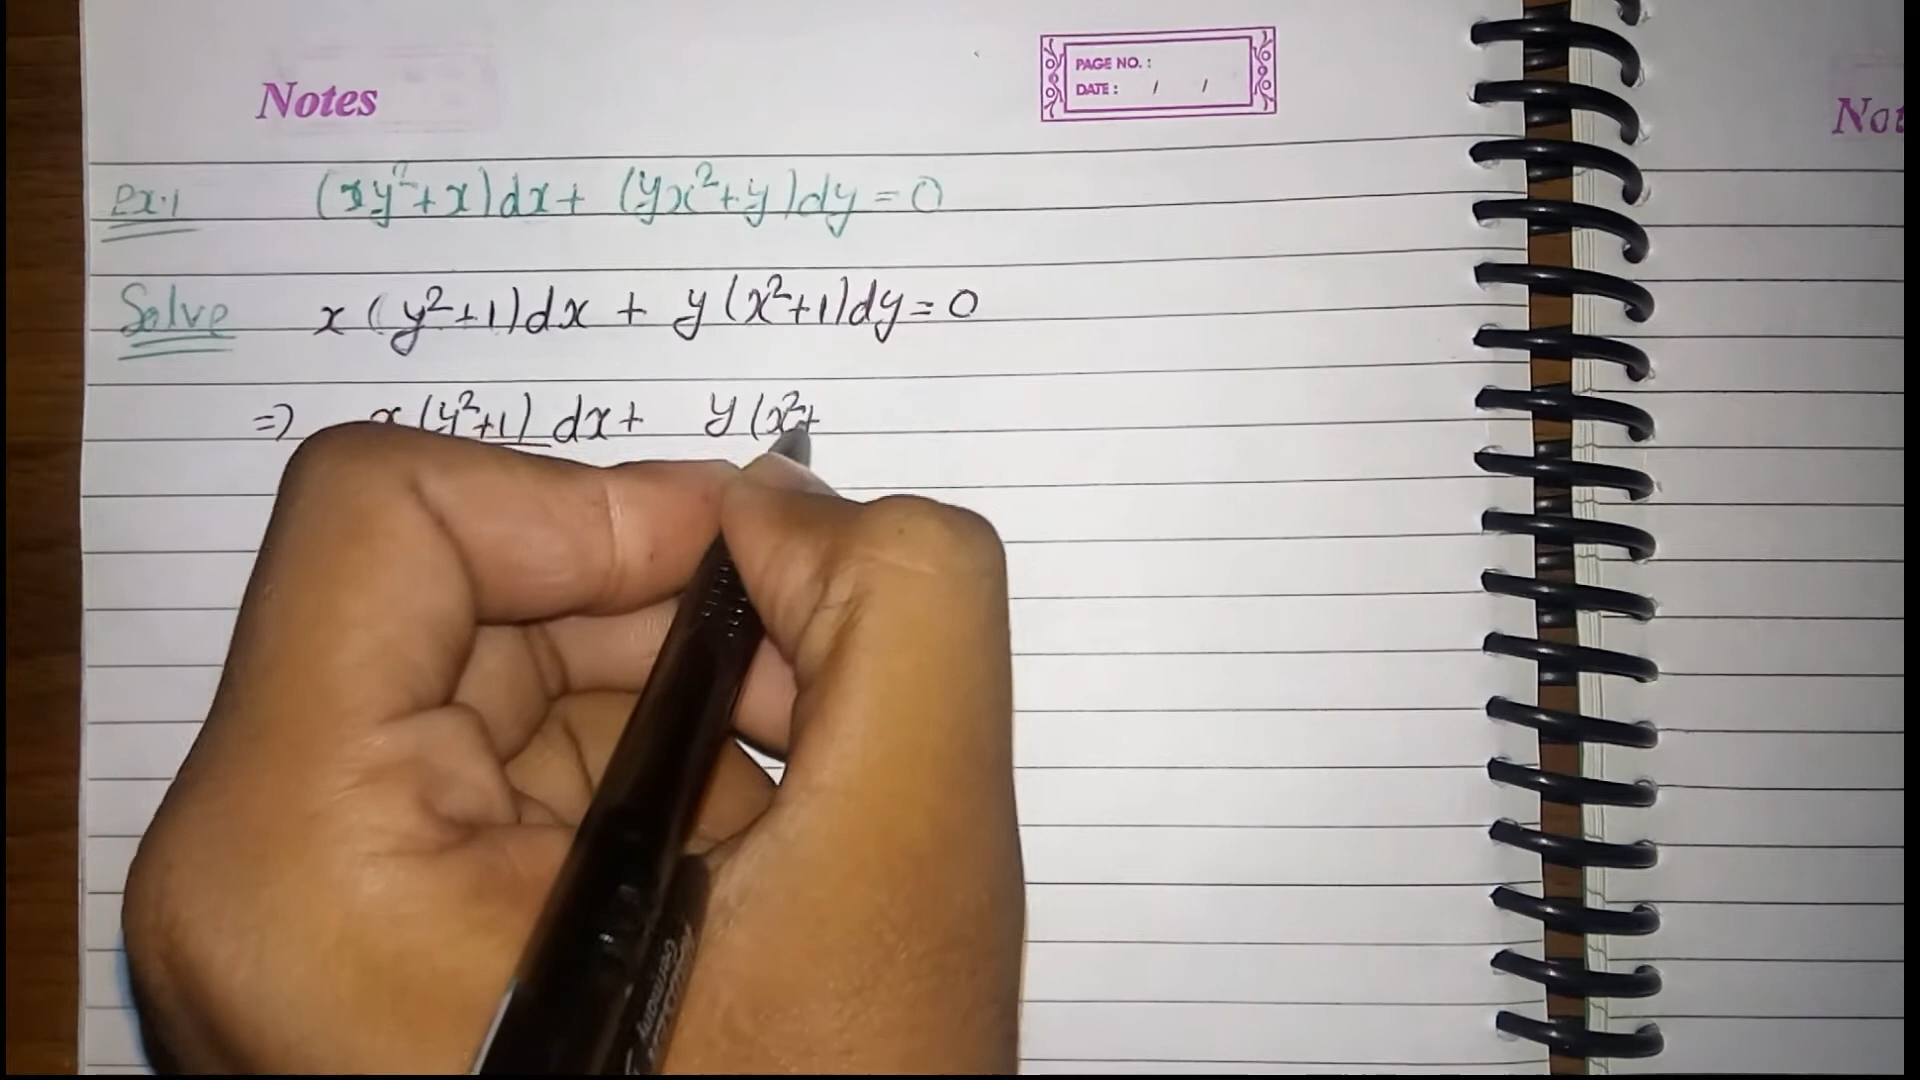 Notes
PAGE NO. :
DATE : / /
Ex.1 (xy²+x)dx+ (yx²+y)dy=0
Solve x(y²+1)dx + y(x²+1)dy=0
=) x(y²+1) dx+ y(x²+